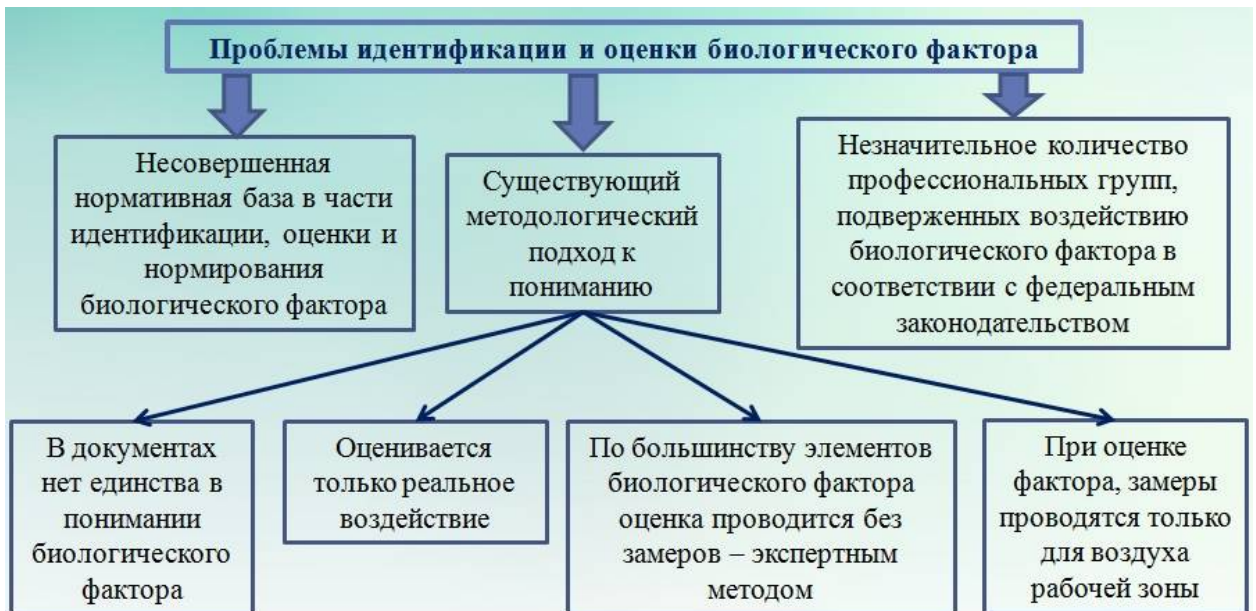 Проблемы идентификации и оценки биологического фактора
Несовершенная
нормативная база в части
идентификации, оценки и
нормирования
биологического фактора
Существующий
методологический
подход к
пониманию
Незначительное количество
профессиональных групп,
подверженных воздействию
биологического фактора в
соответствии с федеральным
законодательством
В документах
нет единства в
понимании
биологического
фактора
Оценивается
только реальное
воздействие
По большинству элементов
биологического фактора
оценка проводится без
замеров – экспертным
методом
При оценке
фактора, замеры
проводятся только
для воздуха
рабочей зоны